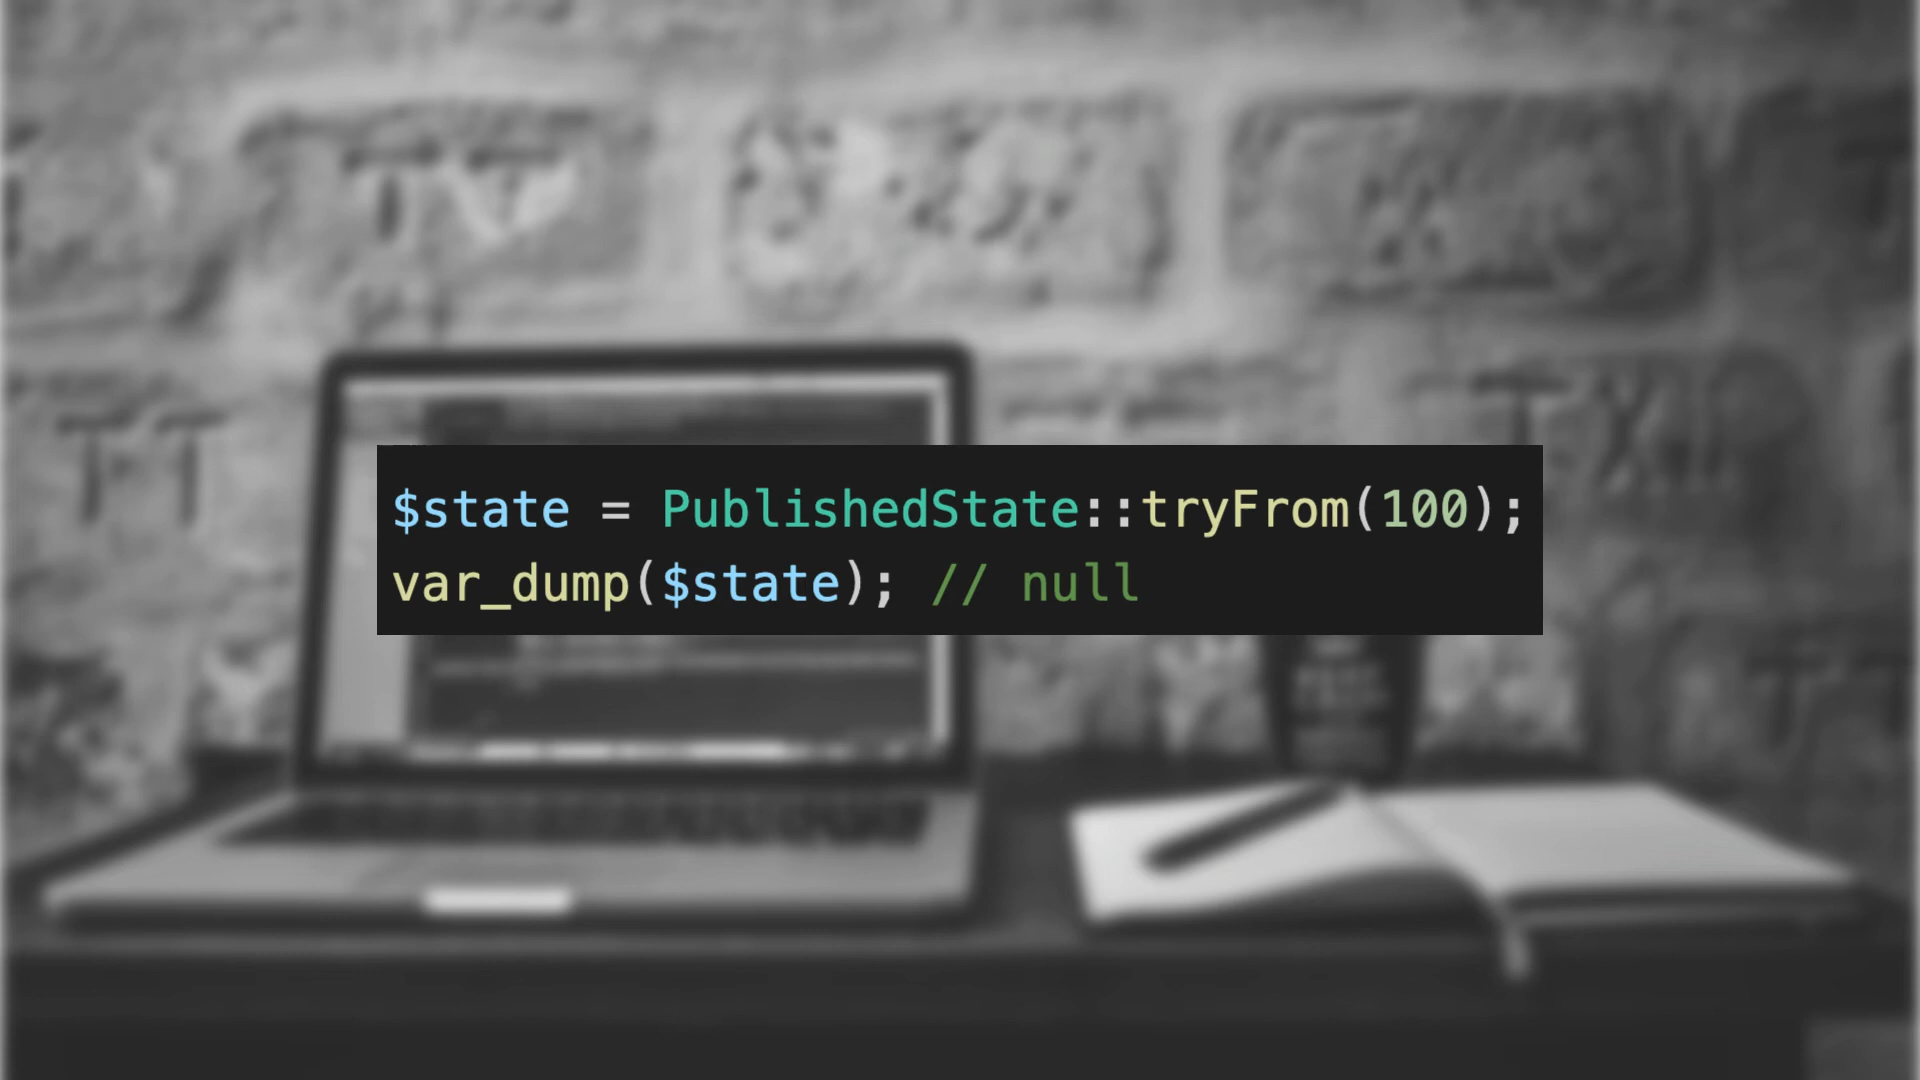 $state = PublishedState::tryFrom(100);
var_dump($state); // null